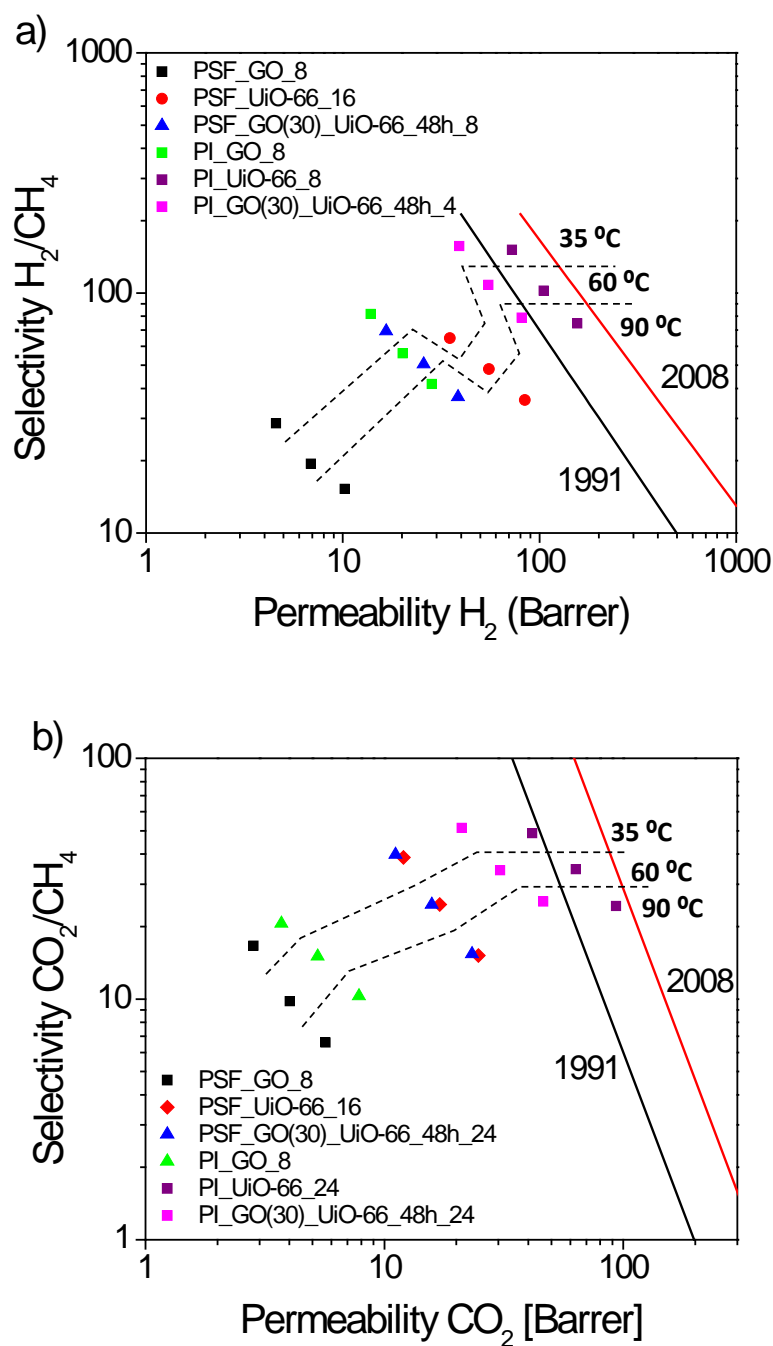 a)
1000
PSF_GO_8
PSF_UiO-66_16
PSF_GO(30)_UiO-66_48h_8
PI_GO_8
PI_UiO-66_8
PI_GO(30)_UiO-66_48h_4
Selectivity H₂/CH₄
35 ⁰C
60 ⁰C
90 ⁰C
100
2008
1991
10
1
10
100
1000
Permeability H₂ (Barrer)
b)
100
35 ⁰C
60 ⁰C
90 ⁰C
Selectivity CO₂/CH₄
10
2008
1991
PSF_GO_8
PSF_UiO-66_16
PSF_GO(30)_UiO-66_48h_24
PI_GO_8
PI_UiO-66_24
PI_GO(30)_UiO-66_48h_24
1
1
10
100
Permeability CO₂ [Barrer]